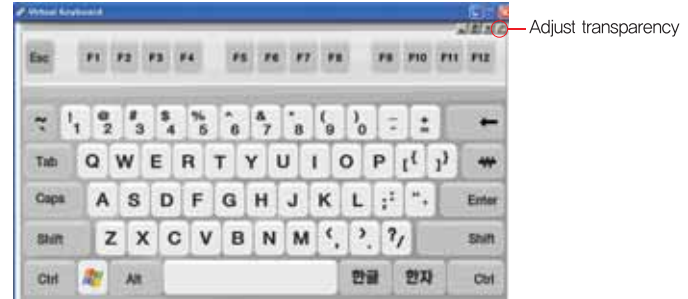 Virtual Keyboard
Adjust transparency
Esc F1 F2 F3 F4 F5 F6 F7 F8 F9 F10 F11 F12
~ ` ! 1 @ 2 # 3 $ 4 % 5 ^ 6 & 7 * 8 ( 9 ) 0 - + = ←
Tab Q W E R T Y U I O P [ { ] } ₩
Caps A S D F G H J K L ; : " ' Enter
Shift Z X C V B N M < , > . ? / Shift
Ctrl Alt 한글 한자 Ctrl